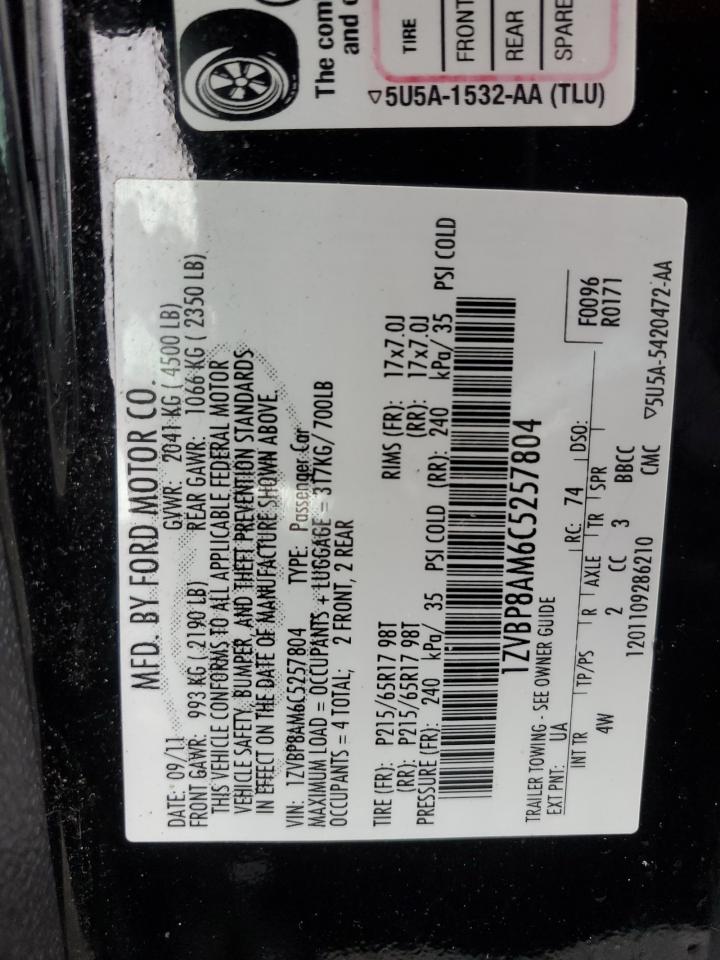 The com
and c
TIRE
FRONT
REAR
SPARE
5U5A-1532-AA (TLU)
MFD. BY FORD MOTOR CO.
DATE: 09/11 GVWR: 2041 KG ( 4500 LB)
FRONT GAWR: 993 KG ( 2190 LB) REAR GAWR: 1066 KG ( 2350 LB)
THIS VEHICLE CONFORMS TO ALL APPLICABLE FEDERAL MOTOR
VEHICLE SAFETY, BUMPER, AND THEFT PREVENTION STANDARDS
IN EFFECT ON THE DATE OF MANUFACTURE SHOWN ABOVE.
VIN: 1ZVBP8AM6C5257804 TYPE: Passenger Car
MAXIMUM LOAD = OCCUPANTS + LUGGAGE = 317KG/ 700LB
OCCUPANTS = 4 TOTAL; 2 FRONT, 2 REAR
TIRE (FR): P215/65R17 98T RIMS (FR): 17x7.0J
(RR): P215/65R17 98T (RR): 17x7.0J
PRESSURE (FR): 240 kPa/ 35 PSI COLD (RR): 240 kPa/ 35 PSI COLD
1ZVBP8AM6C5257804
TRAILER TOWING - SEE OWNER GUIDE
F0096
EXT PNT: UA RC: 74 DSO: R0171
INT TR TP/PS R AXLE TR SPR
4W 2 CC 3 BBCC
1201109286210 CMC 5U5A-5420472-AA